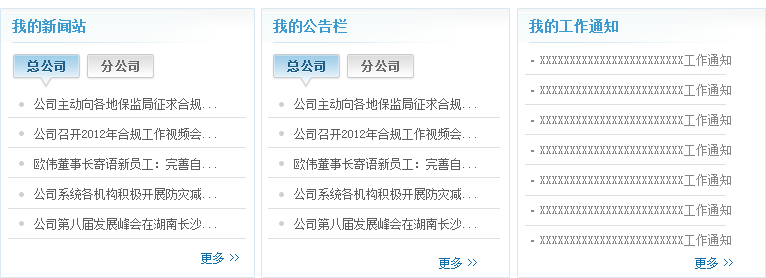 我的新闻站
总公司 分公司
公司主动向各地保监局征求合规...
公司召开2012年合规工作视频会...
欧伟董事长寄语新员工：完善自...
公司系统各机构积极开展防灾减...
公司第八届发展峰会在湖南长沙...
更多 >>
我的公告栏
总公司 分公司
公司主动向各地保监局征求合规...
公司召开2012年合规工作视频会...
欧伟董事长寄语新员工：完善自...
公司系统各机构积极开展防灾减...
公司第八届发展峰会在湖南长沙...
更多 >>
我的工作通知
- XXXXXXXXXXXXXXXXXXXXXXXX工作通知
- XXXXXXXXXXXXXXXXXXXXXXXX工作通知
- XXXXXXXXXXXXXXXXXXXXXXXX工作通知
- XXXXXXXXXXXXXXXXXXXXXXXX工作通知
- XXXXXXXXXXXXXXXXXXXXXXXX工作通知
- XXXXXXXXXXXXXXXXXXXXXXXX工作通知
- XXXXXXXXXXXXXXXXXXXXXXXX工作通知
更多 >>